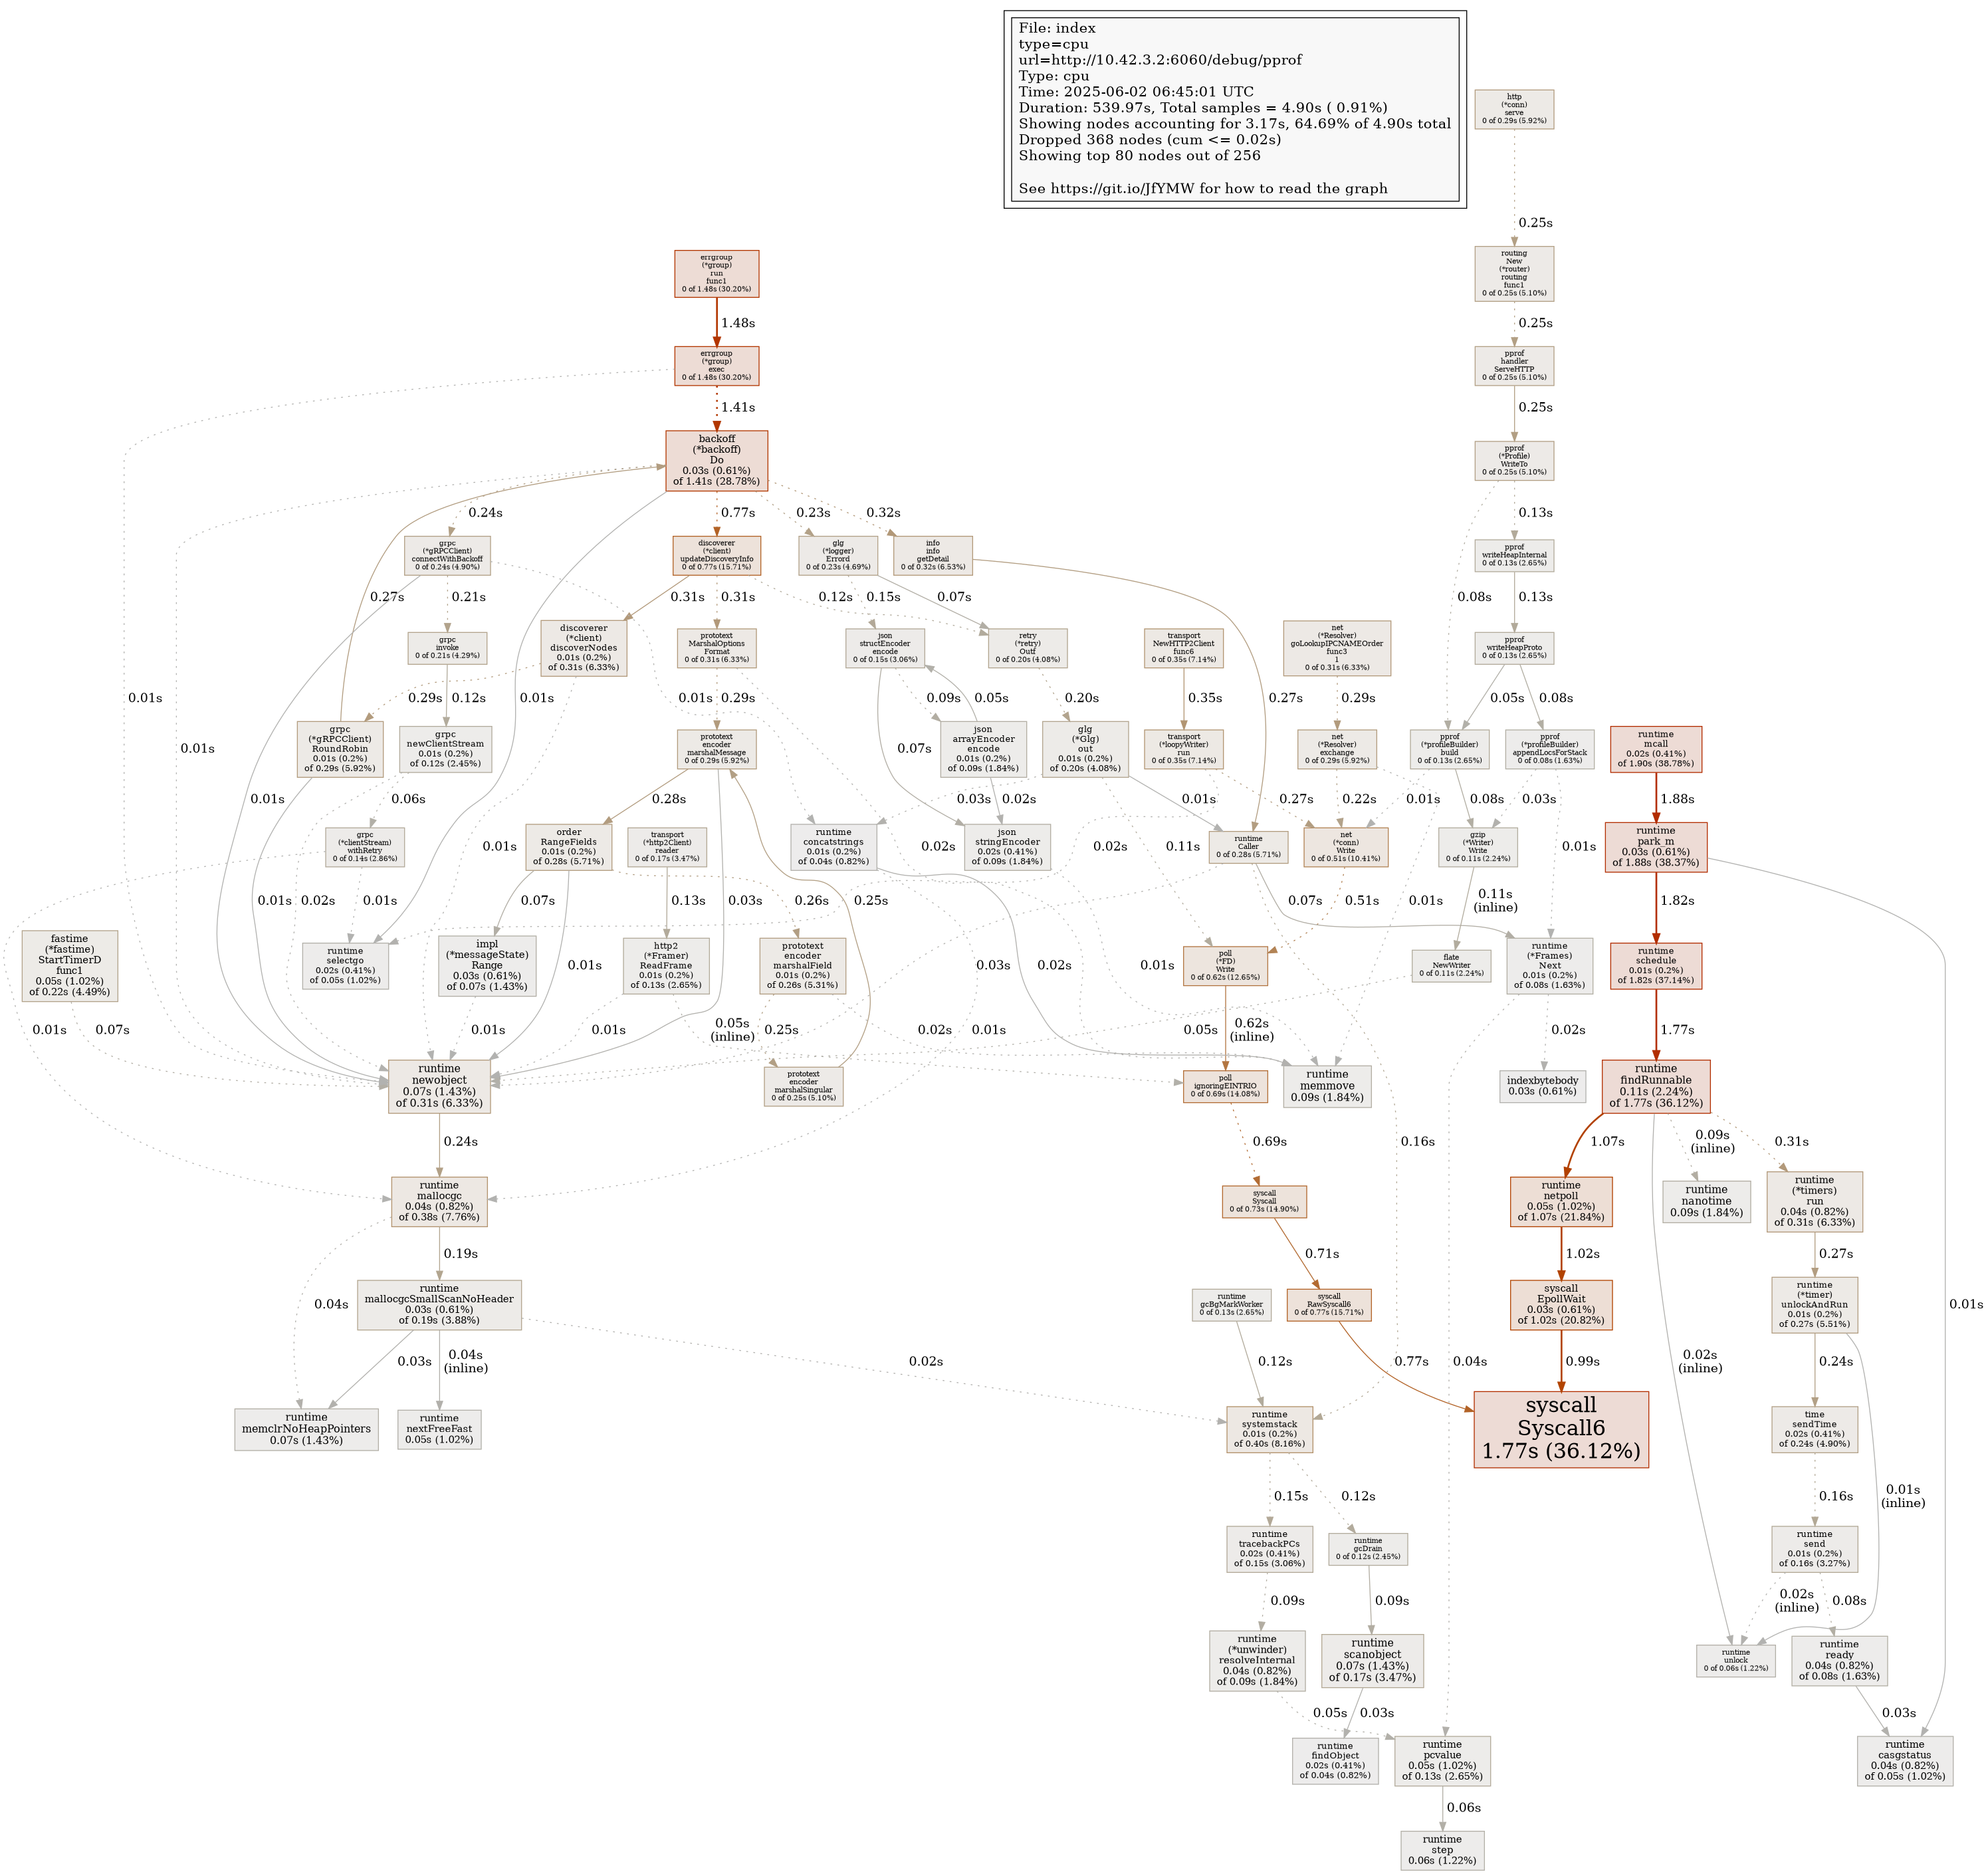 File: index
type=cpu
url=http://10.42.3.2:6060/debug/pprof
Type: cpu
Time: 2025-06-02 06:45:01 UTC
Duration: 539.97s, Total samples = 4.90s ( 0.91%)
Showing nodes accounting for 3.17s, 64.69% of 4.90s total
Dropped 368 nodes (cum <= 0.02s)
Showing top 80 nodes out of 256
See https://git.io/JfYMW for how to read the graph
http
(*conn)
serve
0 of 0.29s (5.92%)
0.25s
errgroup
(*group)
run
func1
0 of 1.48s (30.20%)
routing
New
(*router)
routing
func1
0 of 0.25s (5.10%)
1.48s
0.25s
errgroup
(*group)
exec
0 of 1.48s (30.20%)
pprof
handler
ServeHTTP
0 of 0.25s (5.10%)
1.41s
0.25s
backoff
(*backoff)
Do
0.03s (0.61%)
of 1.41s (28.78%)
pprof
(*Profile)
WriteTo
0 of 0.25s (5.10%)
0.24s
0.77s
0.23s
0.32s
0.13s
grpc
(*gRPCClient)
connectWithBackoff
0 of 0.24s (4.90%)
discoverer
(*client)
updateDiscoveryInfo
0 of 0.77s (15.71%)
glg
(*logger)
Errord
0 of 0.23s (4.69%)
info
info
getDetail
0 of 0.32s (6.53%)
pprof
writeHeapInternal
0 of 0.13s (2.65%)
0.27s
0.21s
0.31s
0.31s
0.12s
0.15s
0.07s
0.08s
0.13s
grpc
invoke
0 of 0.21s (4.29%)
discoverer
(*client)
discoverNodes
0.01s (0.2%)
of 0.31s (6.33%)
prototext
MarshalOptions
Format
0 of 0.31s (6.33%)
json
structEncoder
encode
0 of 0.15s (3.06%)
retry
(*retry)
Outf
0 of 0.20s (4.08%)
transport
NewHTTP2Client
func6
0 of 0.35s (7.14%)
net
(*Resolver)
goLookupIPCNAMEOrder
func3
1
0 of 0.31s (6.33%)
pprof
writeHeapProto
0 of 0.13s (2.65%)
0.01s
0.01s
0.01s
0.12s
0.29s
0.01s
0.29s
0.09s
0.05s
0.20s
0.35s
0.27s
0.29s
0.05s
0.08s
grpc
(*gRPCClient)
RoundRobin
0.01s (0.2%)
of 0.29s (5.92%)
grpc
newClientStream
0.01s (0.2%)
of 0.12s (2.45%)
prototext
encoder
marshalMessage
0 of 0.29s (5.92%)
json
arrayEncoder
encode
0.01s (0.2%)
of 0.09s (1.84%)
glg
(*Glg)
out
0.01s (0.2%)
of 0.20s (4.08%)
transport
(*loopyWriter)
run
0 of 0.35s (7.14%)
net
(*Resolver)
exchange
0 of 0.29s (5.92%)
pprof
(*profileBuilder)
build
0 of 0.13s (2.65%)
pprof
(*profileBuilder)
appendLocsForStack
0 of 0.08s (1.63%)
runtime
mcall
0.02s (0.41%)
of 1.90s (38.78%)
0.07s
0.01s
0.06s
0.28s
0.02s
0.03s
0.01s
0.27s
0.22s
0.01s
0.08s
0.03s
1.88s
grpc
(*clientStream)
withRetry
0 of 0.14s (2.86%)
order
RangeFields
0.01s (0.2%)
of 0.28s (5.71%)
transport
(*http2Client)
reader
0 of 0.17s (3.47%)
runtime
concatstrings
0.01s (0.2%)
of 0.04s (0.82%)
json
stringEncoder
0.02s (0.41%)
of 0.09s (1.84%)
runtime
Caller
0 of 0.28s (5.71%)
net
(*conn)
Write
0 of 0.51s (10.41%)
gzip
(*Writer)
Write
0 of 0.11s (2.24%)
runtime
park_m
0.03s (0.61%)
of 1.88s (38.37%)
0.01s
0.01s
0.02s
0.01s
0.07s
0.26s
0.13s
0.03s
0.25s
0.02s
0.02s
0.11s
0.07s
0.51s
0.01s
0.11s
(inline)
0.01s
1.82s
fastime
(*fastime)
StartTimerD
func1
0.05s (1.02%)
of 0.22s (4.49%)
runtime
selectgo
0.02s (0.41%)
of 0.05s (1.02%)
impl
(*messageState)
Range
0.03s (0.61%)
of 0.07s (1.43%)
http2
(*Framer)
ReadFrame
0.01s (0.2%)
of 0.13s (2.65%)
prototext
encoder
marshalField
0.01s (0.2%)
of 0.26s (5.31%)
poll
(*FD)
Write
0 of 0.62s (12.65%)
flate
NewWriter
0 of 0.11s (2.24%)
runtime
(*Frames)
Next
0.01s (0.2%)
of 0.08s (1.63%)
runtime
schedule
0.01s (0.2%)
of 1.82s (37.14%)
0.01s
0.07s
0.01s
0.01s
0.01s
0.05s
(inline)
0.25s
0.02s
0.01s
0.03s
0.02s
0.01s
0.05s
0.62s
(inline)
0.02s
1.77s
runtime
newobject
0.07s (1.43%)
of 0.31s (6.33%)
prototext
encoder
marshalSingular
0 of 0.25s (5.10%)
poll
ignoringEINTRIO
0 of 0.69s (14.08%)
runtime
memmove
0.09s (1.84%)
indexbytebody
0.03s (0.61%)
runtime
findRunnable
0.11s (2.24%)
of 1.77s (36.12%)
0.24s
0.69s
0.16s
1.07s
0.09s
(inline)
0.31s
runtime
mallocgc
0.04s (0.82%)
of 0.38s (7.76%)
syscall
Syscall
0 of 0.73s (14.90%)
runtime
netpoll
0.05s (1.02%)
of 1.07s (21.84%)
runtime
nanotime
0.09s (1.84%)
runtime
(*timers)
run
0.04s (0.82%)
of 0.31s (6.33%)
0.19s
0.71s
1.02s
0.27s
0.04s
runtime
mallocgcSmallScanNoHeader
0.03s (0.61%)
of 0.19s (3.88%)
runtime
gcBgMarkWorker
0 of 0.13s (2.65%)
syscall
RawSyscall6
0 of 0.77s (15.71%)
syscall
EpollWait
0.03s (0.61%)
of 1.02s (20.82%)
runtime
(*timer)
unlockAndRun
0.01s (0.2%)
of 0.27s (5.51%)
0.01s
0.03s
0.04s
(inline)
0.02s
0.12s
0.77s
0.04s
0.99s
0.02s
(inline)
0.24s
runtime
memclrNoHeapPointers
0.07s (1.43%)
runtime
nextFreeFast
0.05s (1.02%)
runtime
systemstack
0.01s (0.2%)
of 0.40s (8.16%)
syscall
Syscall6
1.77s (36.12%)
time
sendTime
0.02s (0.41%)
of 0.24s (4.90%)
0.15s
0.12s
0.16s
0.01s
(inline)
runtime
tracebackPCs
0.02s (0.41%)
of 0.15s (3.06%)
runtime
gcDrain
0 of 0.12s (2.45%)
runtime
send
0.01s (0.2%)
of 0.16s (3.27%)
0.09s
0.09s
0.02s
(inline)
0.08s
runtime
(*unwinder)
resolveInternal
0.04s (0.82%)
of 0.09s (1.84%)
runtime
scanobject
0.07s (1.43%)
of 0.17s (3.47%)
runtime
unlock
0 of 0.06s (1.22%)
runtime
ready
0.04s (0.82%)
of 0.08s (1.63%)
0.05s
0.03s
0.03s
runtime
findObject
0.02s (0.41%)
of 0.04s (0.82%)
runtime
pcvalue
0.05s (1.02%)
of 0.13s (2.65%)
runtime
casgstatus
0.04s (0.82%)
of 0.05s (1.02%)
0.06s
runtime
step
0.06s (1.22%)